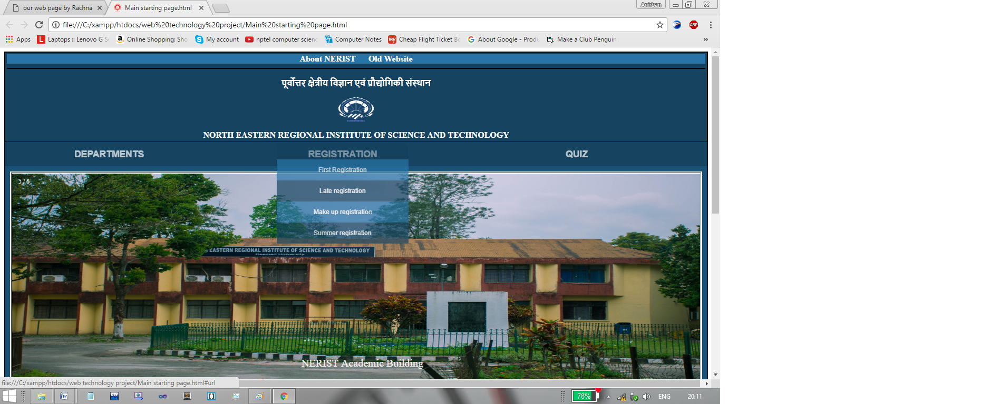 our web page by Rachna
Main starting page.html
Anirban
file:///C:/xampp/htdocs/web%20technology%20project/Main%20starting%20page.html
ABP
Apps
Laptops :: Lenovo G
Online Shopping: Sho
My account
nptel computer scienc
Computer Notes
Cheap Flight Ticket Bo
About Google - Produ
Make a Club Penguin
About NERIST Old Website
पूर्वोत्तर क्षेत्रीय विज्ञान एवं प्रौद्योगिकी संस्थान
NORTH EASTERN REGIONAL INSTITUTE OF SCIENCE AND TECHNOLOGY
DEPARTMENTS REGISTRATION QUIZ
5 / 6
First Registration
Late registration
Make up registration
Summer registration
EASTERN REGIONAL INSTITUTE OF SCIENCE AND TECHNOLOGY
Deemed University
NERIST Academic Building
file:///C:/xampp/htdocs/web technology project/Main starting page.html#url
78%
ENG
20:11